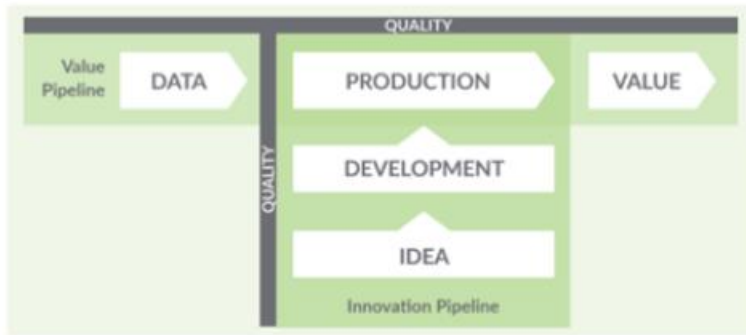 QUALITY
Value
Pipeline
DATA
PRODUCTION
VALUE
QUALITY
DEVELOPMENT
IDEA
Innovation Pipeline